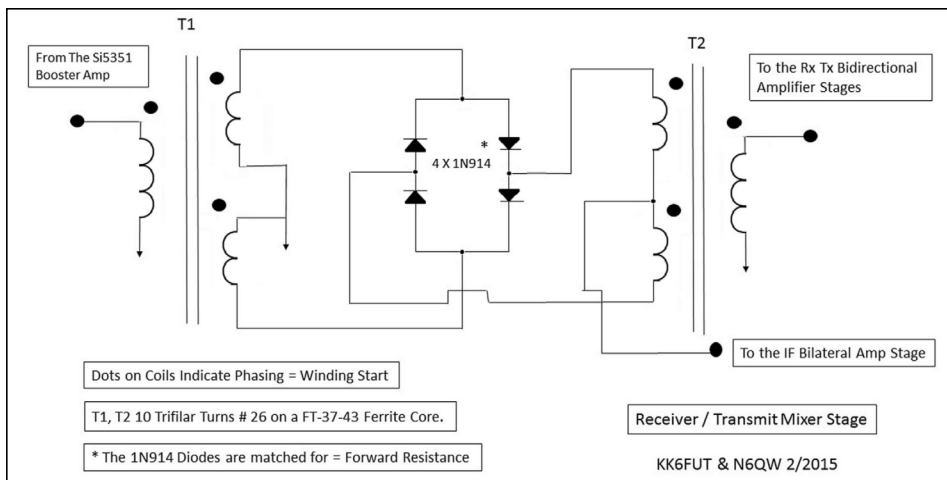 T1
From The Si5351
Booster Amp
T2
To the Rx Tx Bidirectional
Amplifier Stages
*
4 X 1N914
To the IF Bilateral Amp Stage
Dots on Coils Indicate Phasing = Winding Start
T1, T2 10 Trifilar Turns # 26 on a FT-37-43 Ferrite Core.
* The 1N914 Diodes are matched for = Forward Resistance
Receiver / Transmit Mixer Stage
KK6FUT & N6QW 2/2015